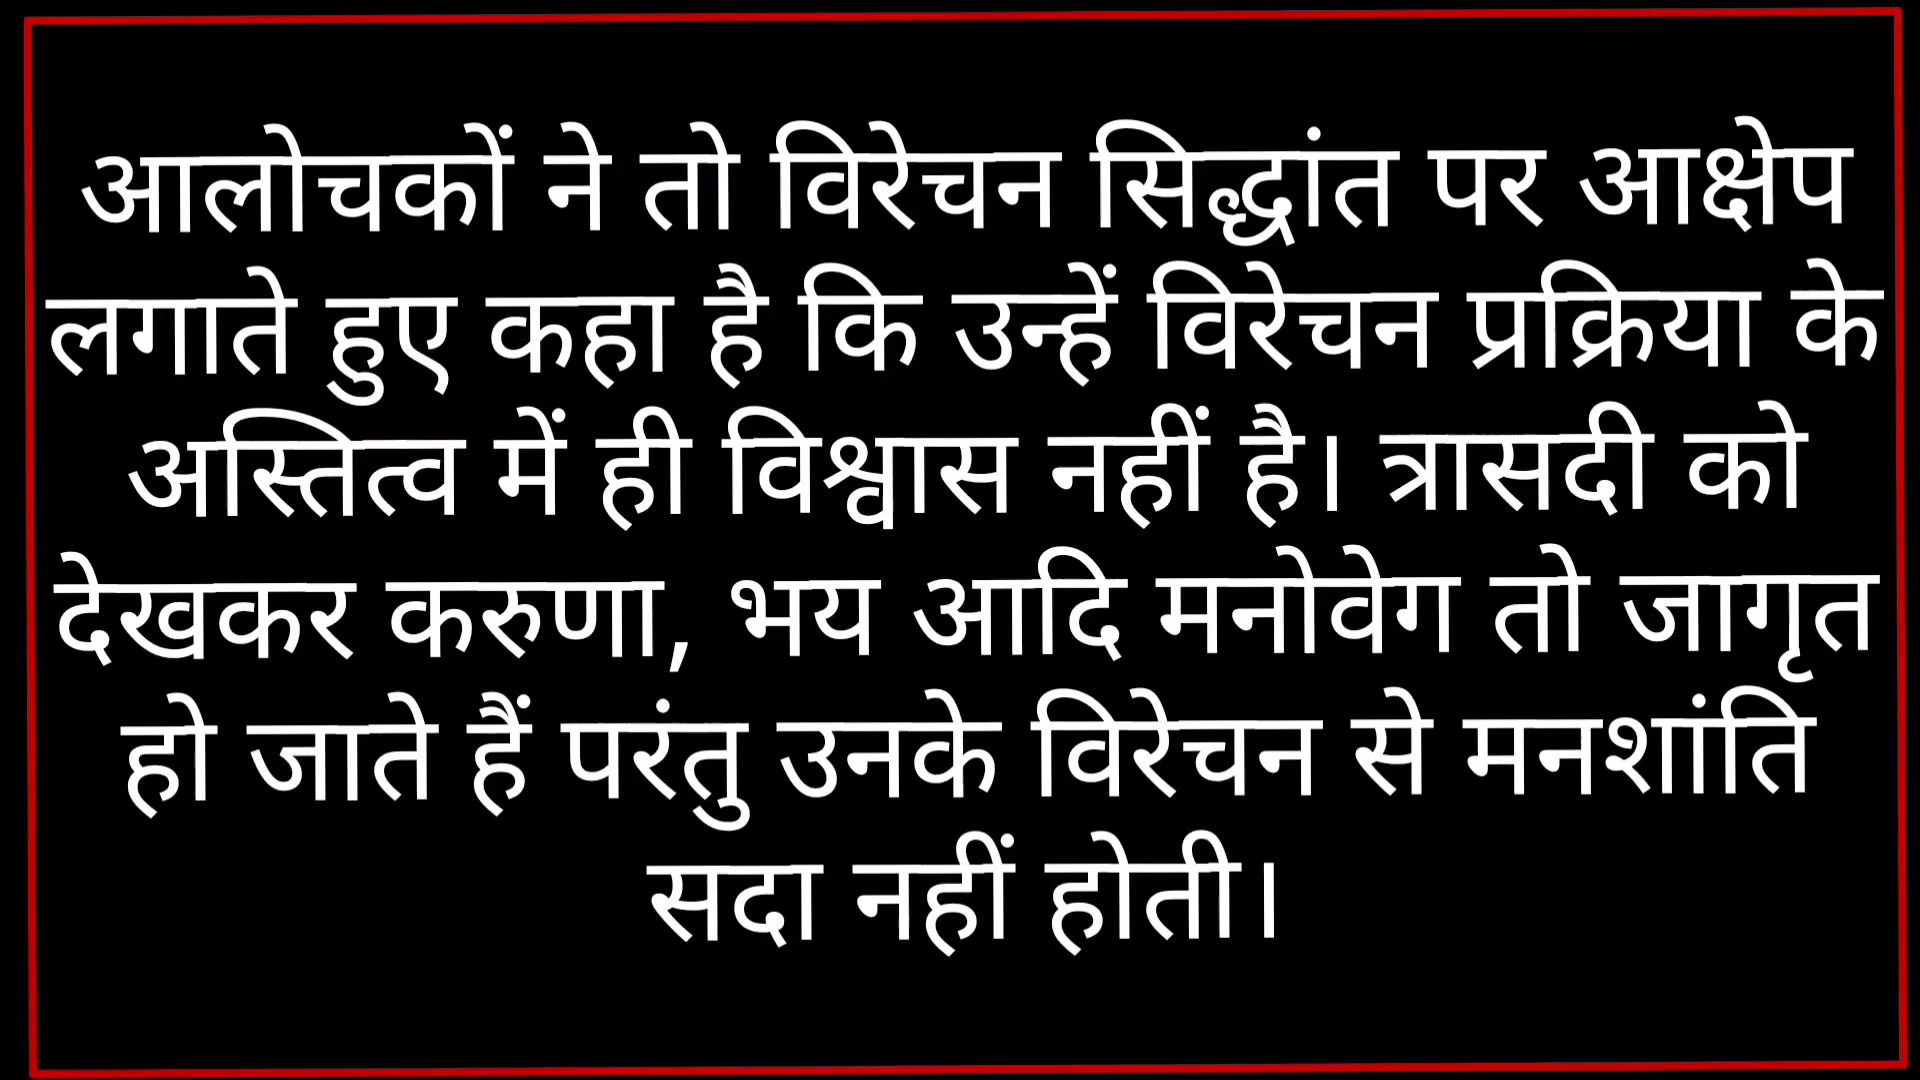 आलोचकों ने तो विरेचन सिद्धांत पर आक्षेप
लगाते हुए कहा है कि उन्हें विरेचन प्रक्रिया के
अस्तित्व में ही विश्वास नहीं है। त्रासदी को
देखकर करुणा, भय आदि मनोवेग तो जागृत
हो जाते हैं परंतु उनके विरेचन से मनशांति
सदा नहीं होती।